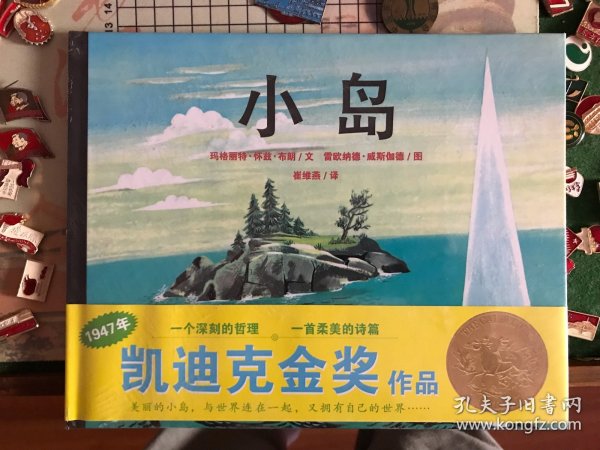 小岛
玛格丽特·怀兹·布朗/文 雷欧纳德·威斯伽德/图
崔维燕/译
1947年
一个深刻的哲理 一首柔美的诗篇
凯迪克金奖作品
美丽的小岛，与世界连在一起，又拥有自己的世界……
孔夫子旧书网
www.kongfz.com
13 14